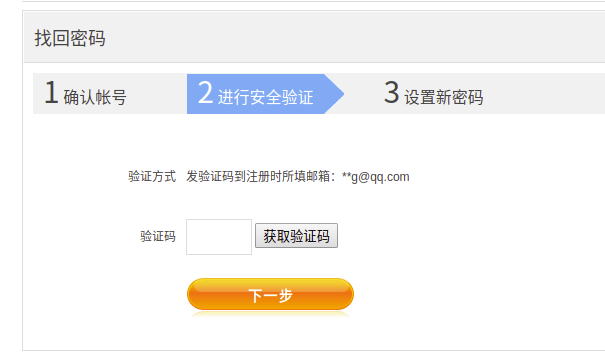 找回密码
1 确认帐号 2 进行安全验证 3 设置新密码
验证方式 发验证码到注册时所填邮箱：**g@qq.com
验证码 获取验证码
下一步